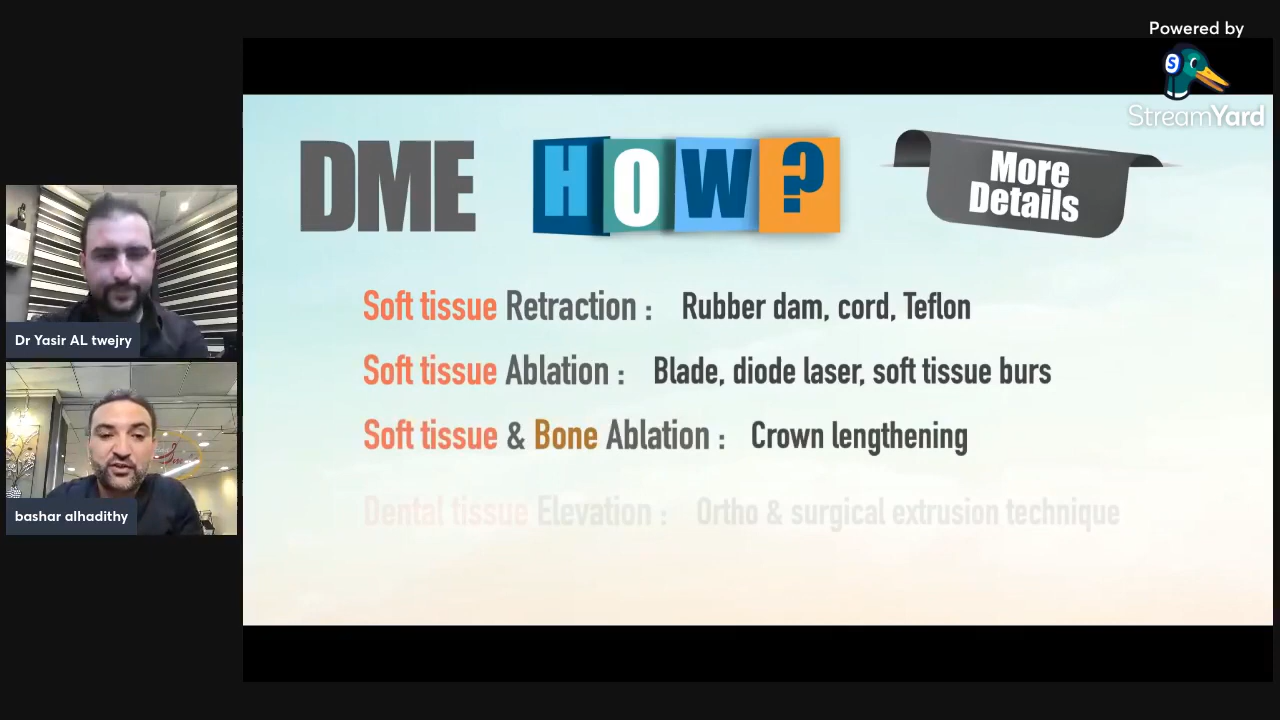 Powered by
StreamYard
DME HOW?
More
Details
Soft tissue Retraction : Rubber dam, cord, Teflon
Soft tissue Ablation : Blade, diode laser, soft tissue burs
Soft tissue & Bone Ablation : Crown lengthening
Dental tissue Elevation : Ortho & surgical extrusion technique
Dr Yasir AL twejry
bashar alhadithy